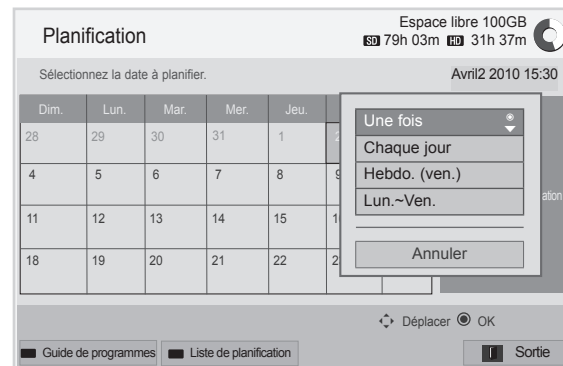 Planification
Espace libre 100GB
SD 79h 03m HD 31h 37m
Sélectionnez la date à planifier.
Avril2 2010 15:30
Dim. Lun. Mar. Mer. Jeu.
28 29 30 31 1 2
4 5 6 7 8 9
11 12 13 14 15
18 19 20 21 22
Une fois
Chaque jour
Hebdo. (ven.)
Lun.~Ven.
Annuler
Déplacer OK
Guide de programmes Liste de planification Sortie